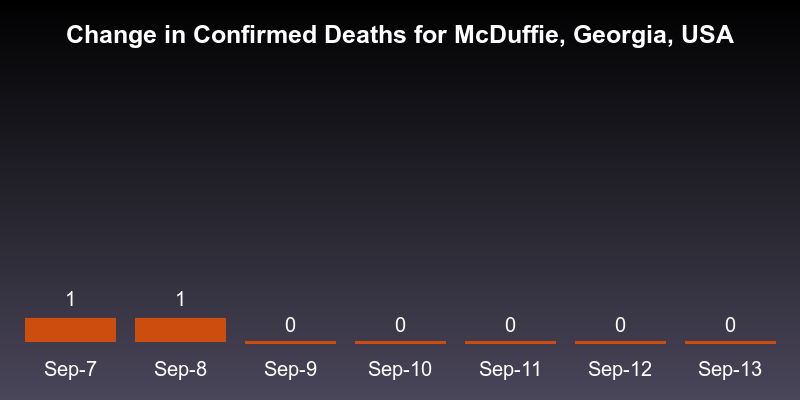 Change in Confirmed Deaths for McDuffie, Georgia, USA
1 1 0 0 0 0 0
Sep-7 Sep-8 Sep-9 Sep-10 Sep-11 Sep-12 Sep-13